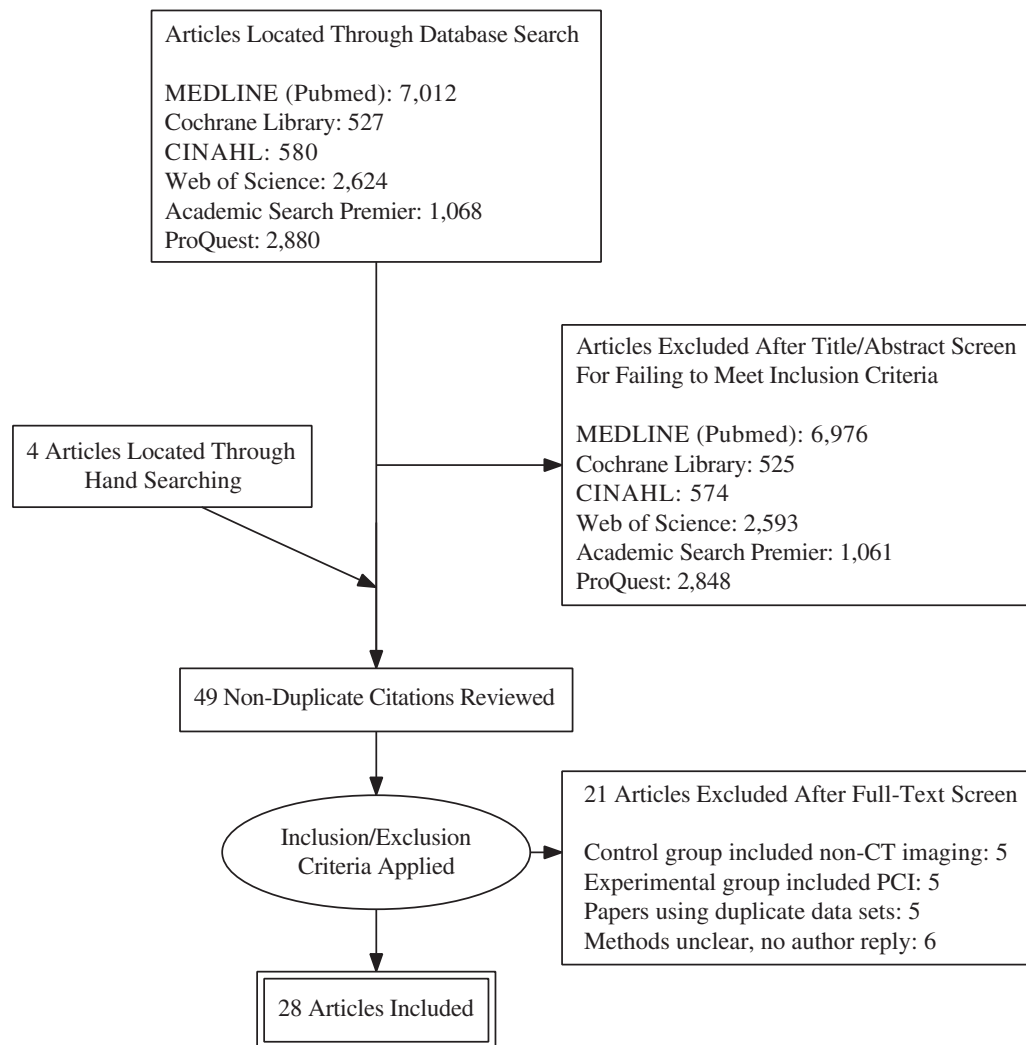 Articles Located Through Database Search
MEDLINE (Pubmed): 7,012
Cochrane Library: 527
CINAHL: 580
Web of Science: 2,624
Academic Search Premier: 1,068
ProQuest: 2,880
Articles Excluded After Title/Abstract Screen
For Failing to Meet Inclusion Criteria
MEDLINE (Pubmed): 6,976
Cochrane Library: 525
CINAHL: 574
Web of Science: 2,593
Academic Search Premier: 1,061
ProQuest: 2,848
4 Articles Located Through
Hand Searching
49 Non-Duplicate Citations Reviewed
Inclusion/Exclusion
Criteria Applied
21 Articles Excluded After Full-Text Screen
Control group included non-CT imaging: 5
Experimental group included PCI: 5
Papers using duplicate data sets: 5
Methods unclear, no author reply: 6
28 Articles Included